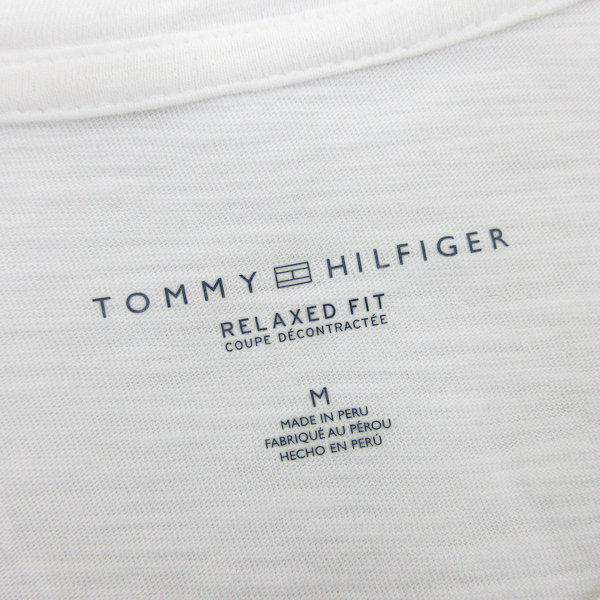 TOMMY HILFIGER
RELAXED FIT
COUPE DÉCONTRACTÉE
M
MADE IN PERU
FABRIQUÉ AU PÉROU
HECHO EN PERÚ